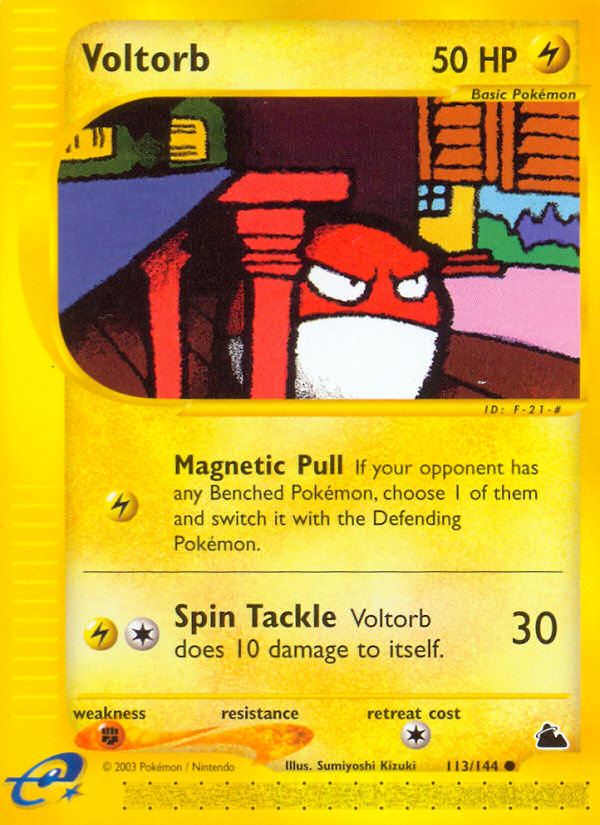 Voltorb
50 HP
Basic Pokémon
ID: F-21-#
Magnetic Pull If your opponent has
any Benched Pokémon, choose 1 of them
and switch it with the Defending
Pokémon.
Spin Tackle Voltorb
does 10 damage to itself.
30
weakness
resistance
retreat cost
© 2003 Pokémon / Nintendo
Illus. Sumiyoshi Kizuki
113/144
e